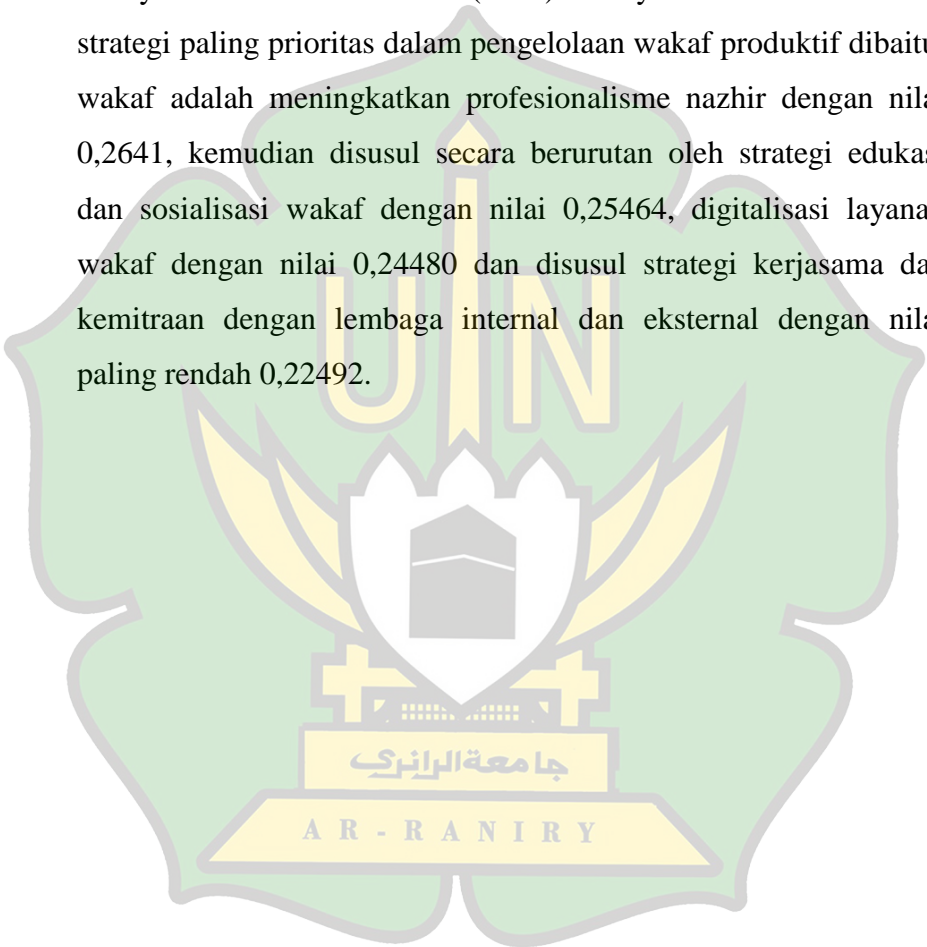 strategi paling prioritas dalam pengelolaan wakaf produktif dibaitu
wakaf adalah meningkatkan profesionalisme nazhir dengan nila
0,2641, kemudian disusul secara berurutan oleh strategi edukas
dan sosialisasi wakaf dengan nilai 0,25464, digitalisasi layana
wakaf dengan nilai 0,24480 dan disusul strategi kerjasama da
kemitraan dengan lembaga internal dan eksternal dengan nila
paling rendah 0,22492.
UIN
جامعة الرانري
AR-RANIRY